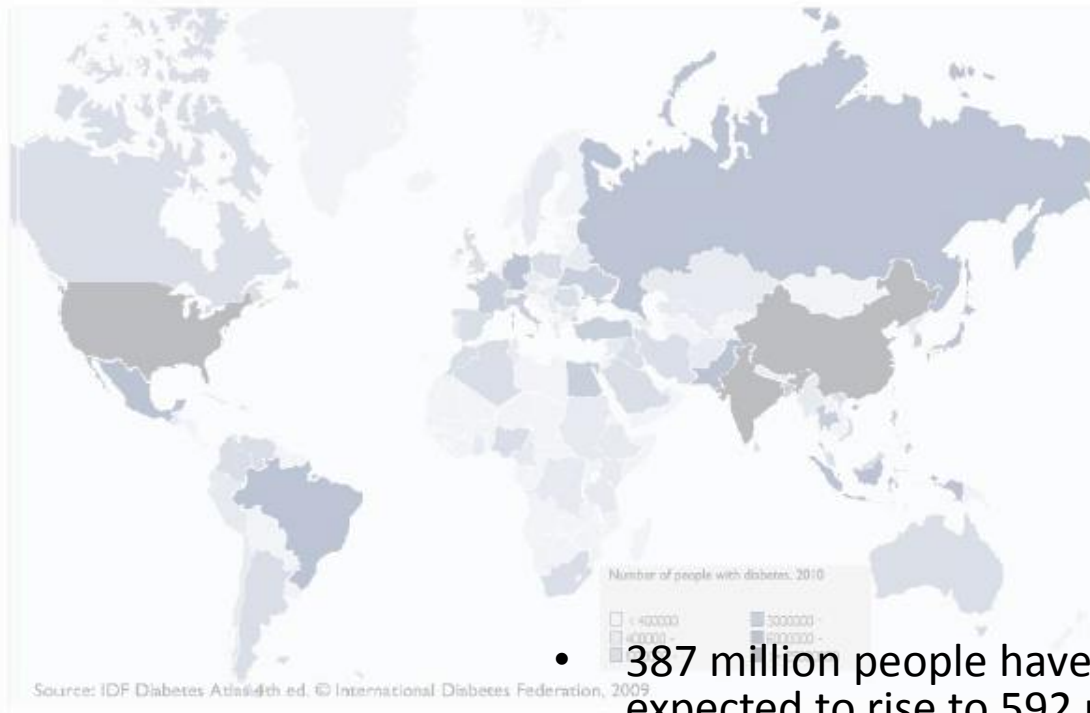 Number of people with diabetes, 2010
< 400000
3000000 -
400000 -
6000000 -
• 387 million people have
Source: IDF Diabetes Atlas 4th ed. © International Diabetes Federation, 2009
expected to rise to 592